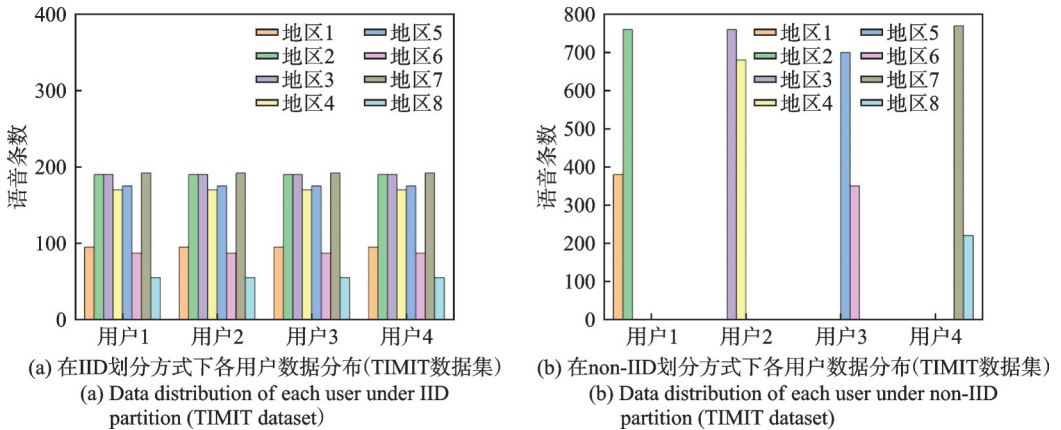 400
300
200
100
0
语音条数
地区1
地区2
地区3
地区4
地区5
地区6
地区7
地区8
用户1 用户2 用户3 用户4
(a) 在IID划分方式下各用户数据分布(TIMIT数据集)
(a) Data distribution of each user under IID
partition (TIMIT dataset)
800
700
600
500
400
300
200
100
0
语音条数
地区1
地区2
地区3
地区4
地区5
地区6
地区7
地区8
用户1 用户2 用户3 用户4
(b) 在non-IID划分方式下各用户数据分布(TIMIT数据集)
(b) Data distribution of each user under non-IID
partition (TIMIT dataset)